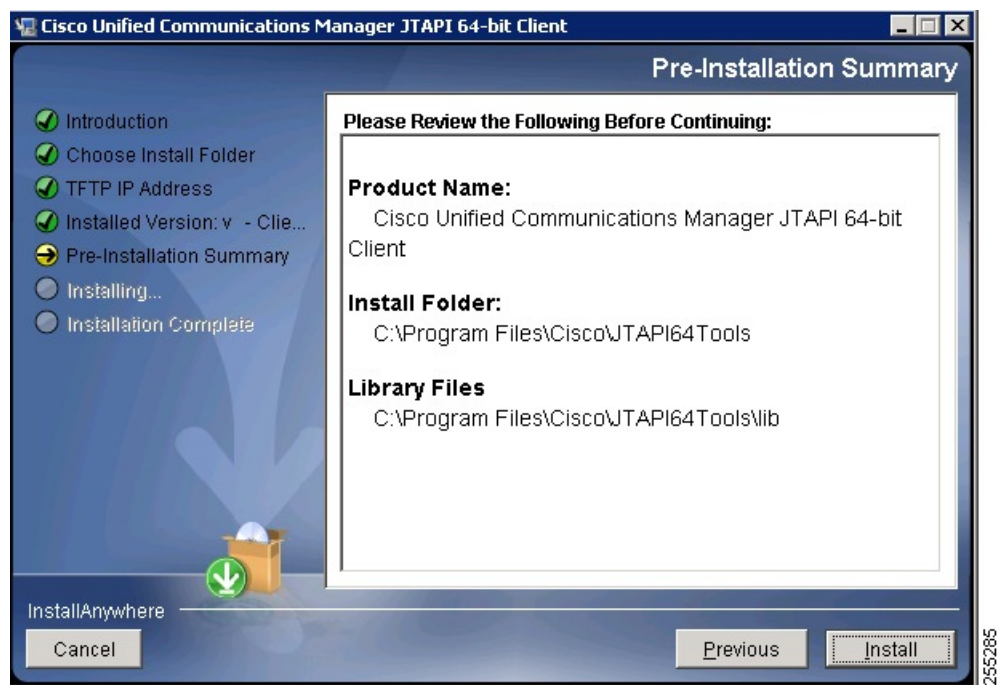 Cisco Unified Communications Manager JTAPI 64-bit Client
Pre-Installation Summary
Introduction
Choose Install Folder
TFTP IP Address
Installed Version: v - Clie...
Pre-Installation Summary
Installing...
Installation Complete
Please Review the Following Before Continuing:
Product Name:
Cisco Unified Communications Manager JTAPI 64-bit
Client
Install Folder:
C:\Program Files\Cisco\JTAPI64Tools
Library Files
C:\Program Files\Cisco\JTAPI64Tools\lib
InstallAnywhere
Cancel
Previous
Install
255285